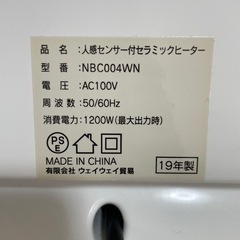 品名：人感センサー付セラミックヒーター
型番：NBC004WN
電圧：AC100V
周波数：50/60Hz
消費電力：1200W(最大出力時)
PSE
MADE IN CHINA
有限会社 ウェイウェイ貿易
19年製